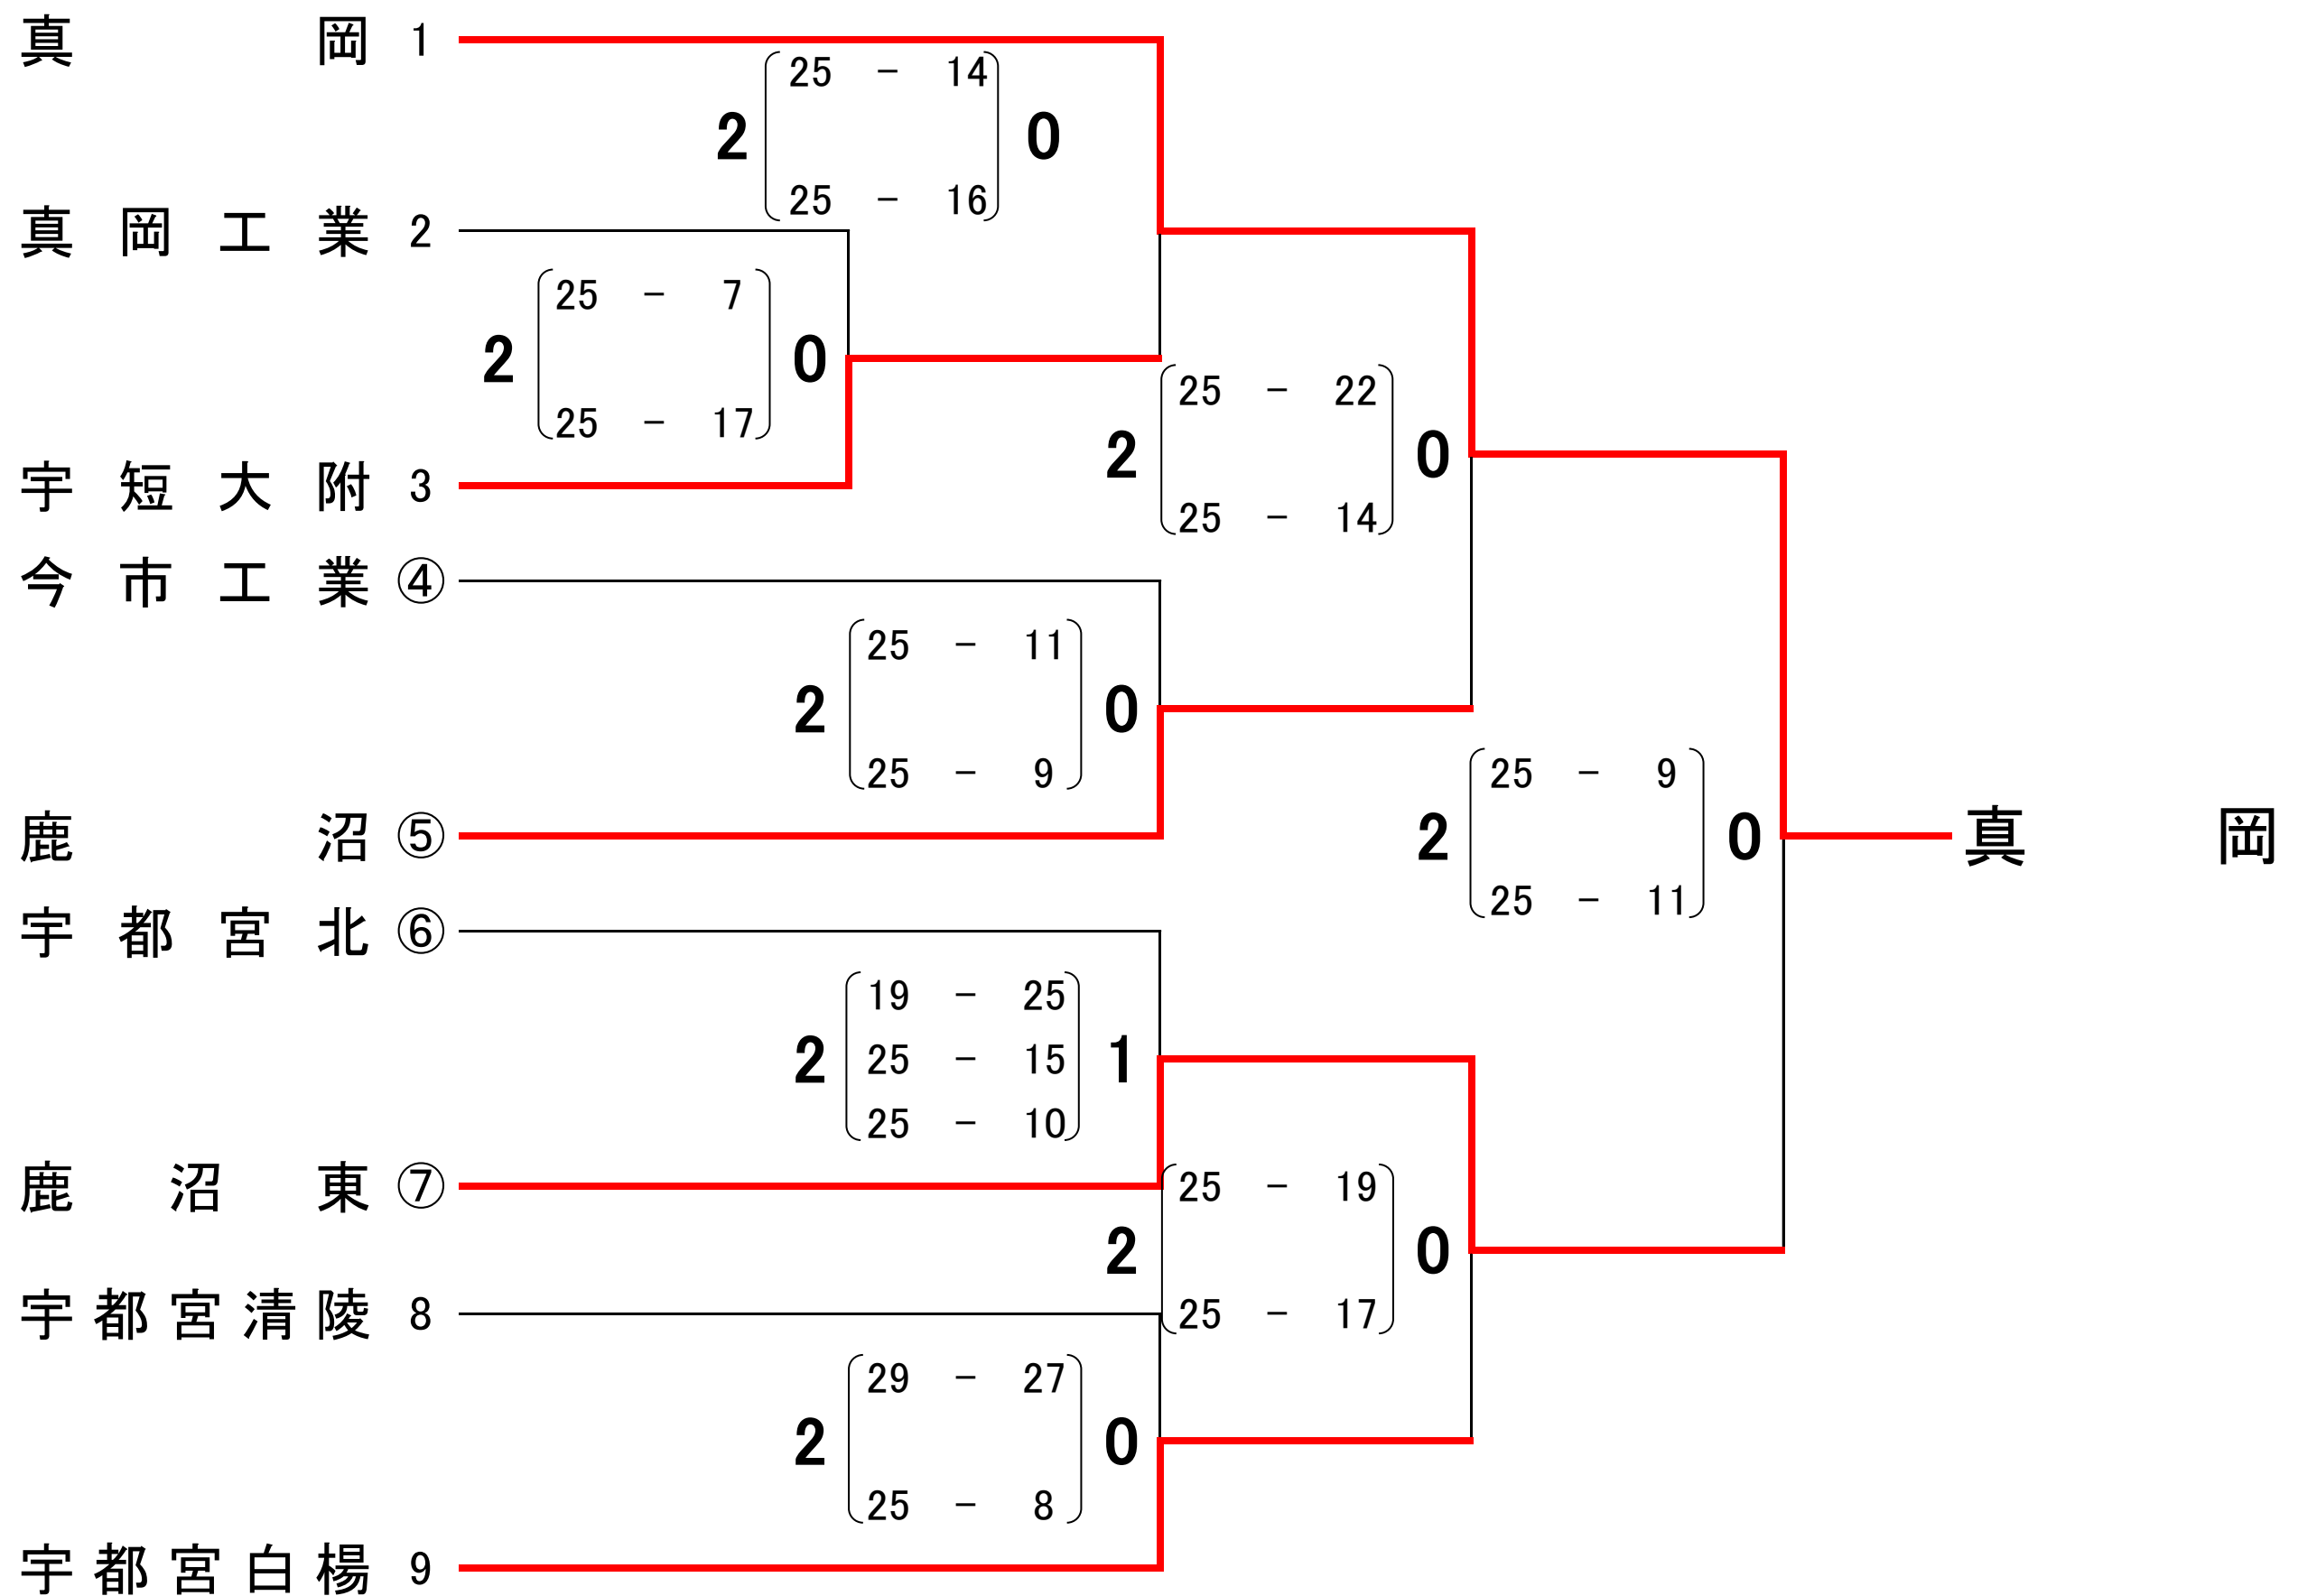 真岡 1
25 - 14
2 0
25 - 16
真岡工業 2
25 - 7
2 0
25 - 17
宇短大附 3
25 - 22
2 0
25 - 14
今市工業 ④
25 - 11
2 0
25 - 9
鹿沼 ⑤
25 - 9
2 0
25 - 11
真岡
宇都宮北 ⑥
19 - 25
2 25 - 15 1
25 - 10
鹿沼東 ⑦
25 - 19
2 0
25 - 17
宇都宮清陵 8
29 - 27
2 0
25 - 8
宇都宮白楊 9